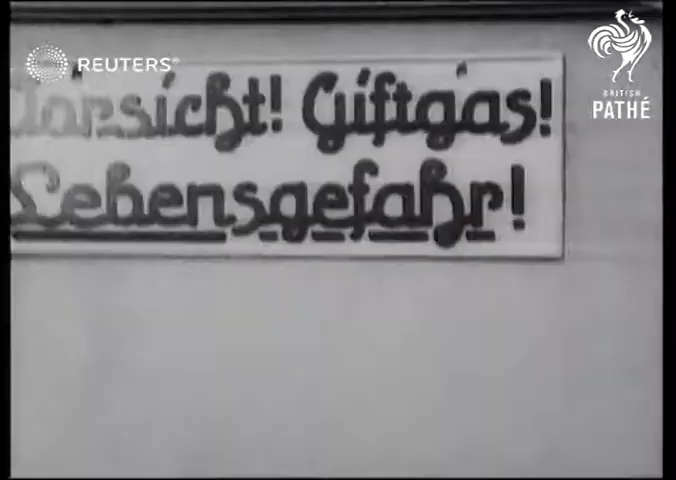 REUTERS
BRITISH
PATHÉ
Vorsicht! Giftgas!
Lebensgefahr!